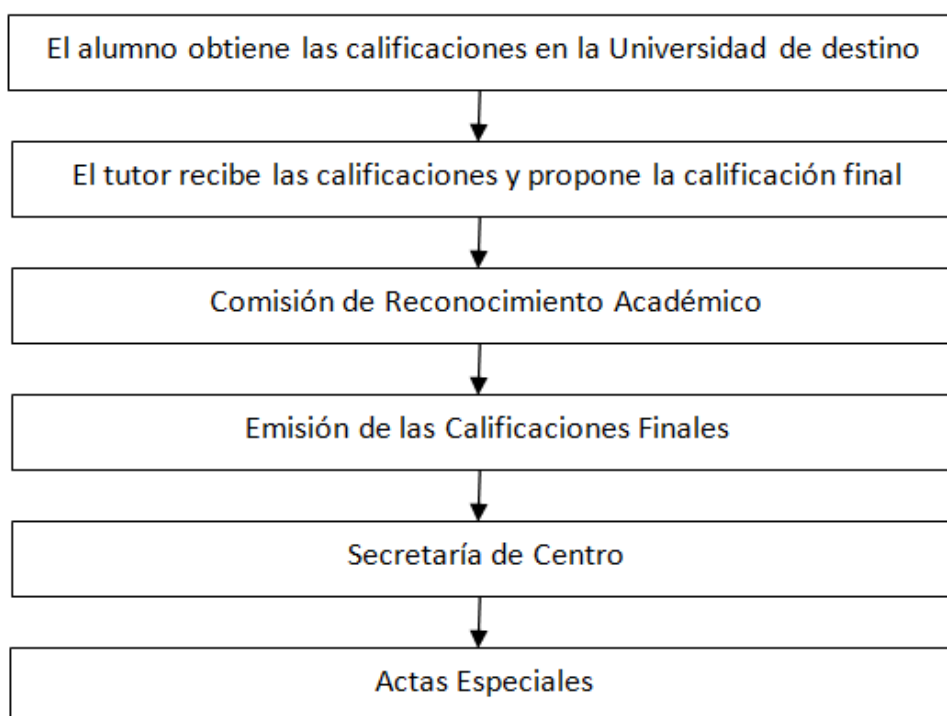 El alumno obtiene las calificaciones en la Universidad de destino
El tutor recibe las calificaciones y propone la calificación final
Comisión de Reconocimiento Académico
Emisión de las Calificaciones Finales
Secretaría de Centro
Actas Especiales